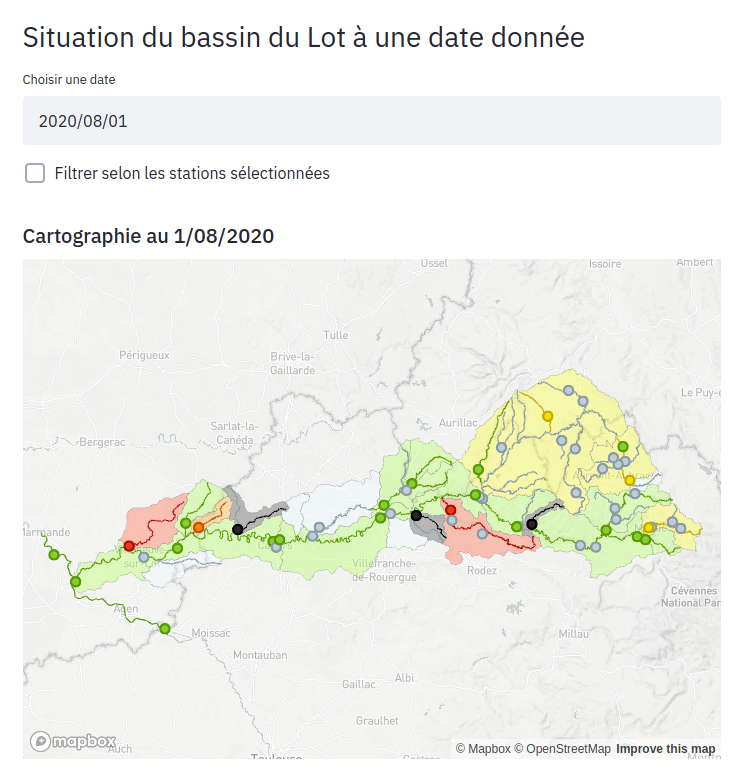 Situation du bassin du Lot à une date donnée
Choisir une date
2020/08/01
Filtrer selon les stations sélectionnées
Cartographie au 1/08/2020
Ussel
Issoire
Ambert
Tulle
Périgueux
Brive-la-
Gaillarde
Le Puy-e
Sarlat-la-
Canéda
Aurillac
Bergerac
Marmande
Villefranche-
de-Rouergue
Rodez
Cévennes
National Par
Agen
Moissac
Millau
Montauban
Albi
Gaillac
Graulhet
mapbox
Auch
Toulouse
© Mapbox © OpenStreetMap Improve this map